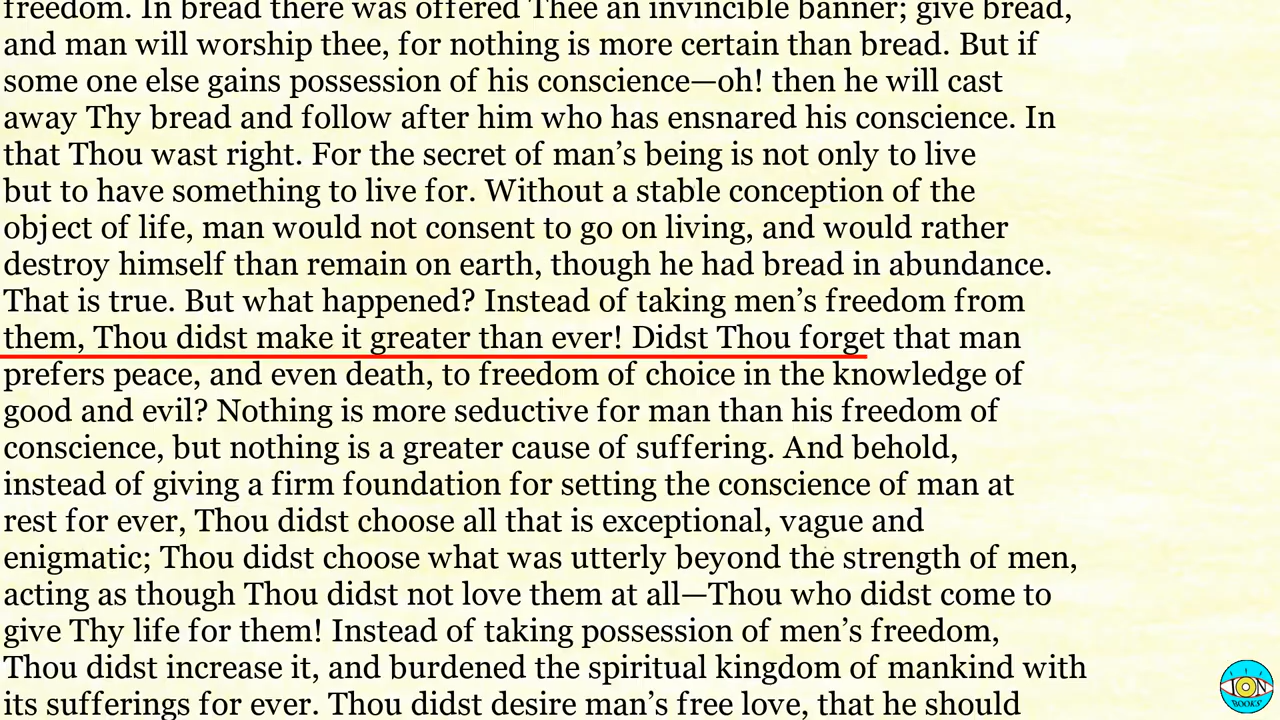 freedom. In bread there was offered Thee an invincible banner; give bread,
and man will worship thee, for nothing is more certain than bread. But if
some one else gains possession of his conscience—oh! then he will cast
away Thy bread and follow after him who has ensnared his conscience. In
that Thou wast right. For the secret of man’s being is not only to live
but to have something to live for. Without a stable conception of the
object of life, man would not consent to go on living, and would rather
destroy himself than remain on earth, though he had bread in abundance.
That is true. But what happened? Instead of taking men’s freedom from
them, Thou didst make it greater than ever! Didst Thou forget that man
prefers peace, and even death, to freedom of choice in the knowledge of
good and evil? Nothing is more seductive for man than his freedom of
conscience, but nothing is a greater cause of suffering. And behold,
instead of giving a firm foundation for setting the conscience of man at
rest for ever, Thou didst choose all that is exceptional, vague and
enigmatic; Thou didst choose what was utterly beyond the strength of men,
acting as though Thou didst not love them at all—Thou who didst come to
give Thy life for them! Instead of taking possession of men’s freedom,
Thou didst increase it, and burdened the spiritual kingdom of mankind with
its sufferings for ever. Thou didst desire man’s free love, that he should
ION
BOOKS